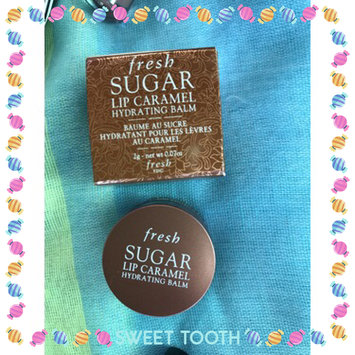 fresh
SUGAR
LIP CARAMEL
HYDRATING BALM
BAUME AU SUCRE
HYDRATANT POUR LES LÈVRES
AU CARAMEL
2g - net wt 0.07oz
fresh
fresh
SUGAR
LIP CARAMEL
HYDRATING BALM
SWEET TOOTH